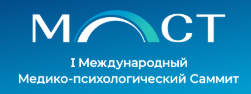 МОСТ
I Международный
Медико-психологический Саммит